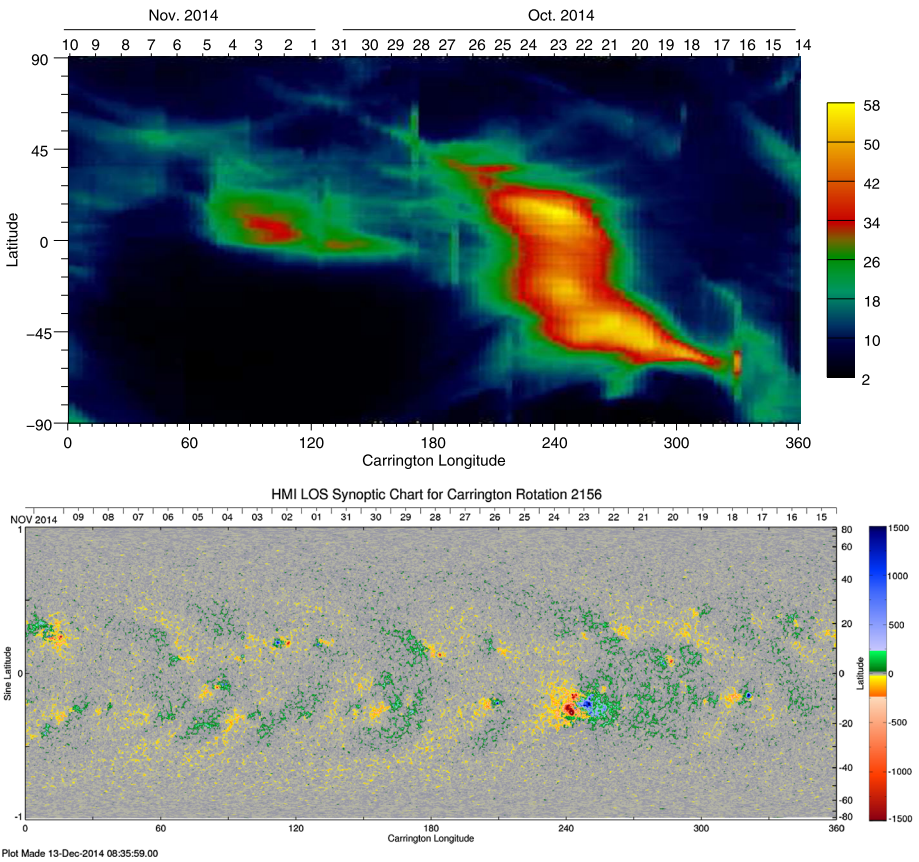 Nov. 2014 Oct. 2014
10 9 8 7 6 5 4 3 2 1 31 30 29 28 27 26 25 24 23 22 21 20 19 18 17 16 15 14
90
45
0
−45
−90
Latitude
0 60 120 180 240 300 360
Carrington Longitude
58
50
42
34
26
18
10
2
HMI LOS Synoptic Chart for Carrington Rotation 2156
NOV 2014 09 08 07 06 05 04 03 02 01 31 30 29 28 27 26 25 24 23 22 21 20 19 18 17 16 15
1
0
-1
Sine Latitude
80
60
40
20
0
-20
-40
-60
-80
Latitude
1500
1000
500
0
-500
-1000
-1500
0 60 120 180 240 300 360
Carrington Longitude
Plot Made 13-Dec-2014 08:35:59.00